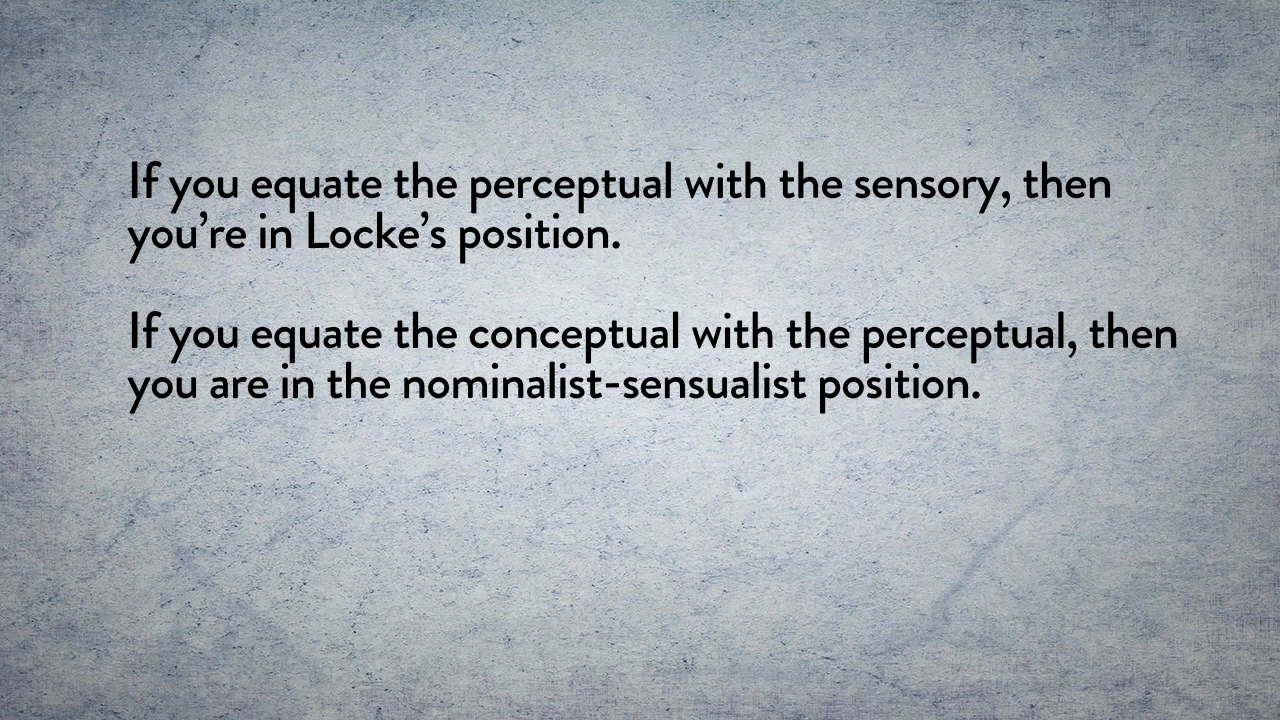 If you equate the perceptual with the sensory, then
you’re in Locke’s position.
If you equate the conceptual with the perceptual, then
you are in the nominalist-sensualist position.